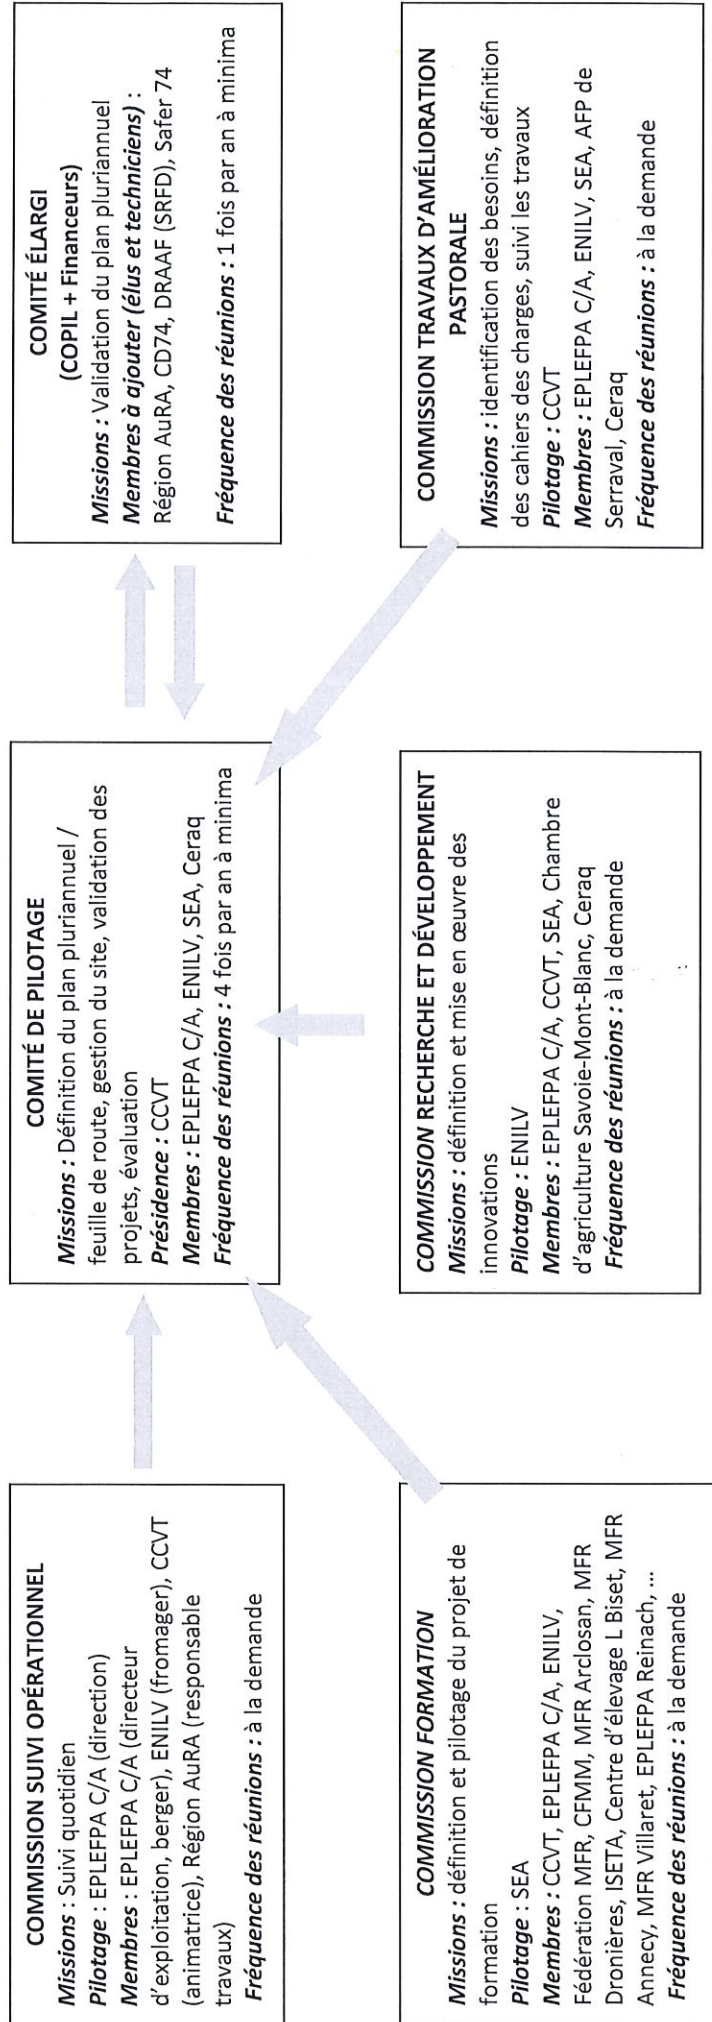 COMMISSION SUIVI OPÉRATIONNEL
Missions : Suivi quotidien
Pilotage : EPLEFPA C/A (direction)
Membres : EPLEFPA C/A (directeur
d'exploitation, berger), ENILV (fromager), CCVT
(animatrice), Région AuRA (responsable
travaux)
Fréquence des réunions : à la demande
COMITÉ DE PILOTAGE
Missions : Définition du plan pluriannuel /
feuille de route, gestion du site, validation des
projets, évaluation
Présidence : CCVT
Membres : EPLEFPA C/A, ENILV, SEA, Ceraq
Fréquence des réunions : 4 fois par an à minima
COMITÉ ÉLARGI
(COPIL + Financeurs)
Missions : Validation du plan pluriannuel
Membres à ajouter (élus et techniciens) :
Région AuRA, CD74, DRAAF (SRFD), Safer 74
Fréquence des réunions : 1 fois par an à minima
COMMISSION FORMATION
Missions : définition et pilotage du projet de
formation
Pilotage : SEA
Membres : CCVT, EPLEFPA C/A, ENILV,
Fédération MFR, CFMM, MFR Arclosan, MFR
Dronières, ISETA, Centre d'élevage L Biset, MFR
Annecy, MFR Villaret, EPLEFPA Reinach, ...
Fréquence des réunions : à la demande
COMMISSION RECHERCHE ET DÉVELOPPEMENT
Missions : définition et mise en œuvre des
innovations
Pilotage : ENILV
Membres : EPLEFPA C/A, CCVT, SEA, Chambre
d'agriculture Savoie-Mont-Blanc, Ceraq
Fréquence des réunions : à la demande
COMMISSION TRAVAUX D'AMÉLIORATION
PASTORALE
Missions : identification des besoins, définition
des cahiers des charges, suivi les travaux
Pilotage : CCVT
Membres : EPLEFPA C/A, ENILV, SEA, AFP de
Serraval, Ceraq
Fréquence des réunions : à la demande